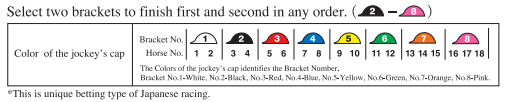 Select two brackets to finish first and second in any order. ( 2 – 8 )
Color of the jockey's cap
Bracket No. 1 2 3 4 5 6 7 8
Horse No. 1 2 3 4 5 6 7 8 9 10 11 12 13 14 15 16 17 18
The Colors of the jockey's cap identifies the Bracket Number,
Bracket No.1-White, No.2-Black, No.3-Red, No.4-Blue, No.5-Yellow, No.6-Green, No.7-Orange, No.8-Pink.
*This is unique betting type of Japanese racing.